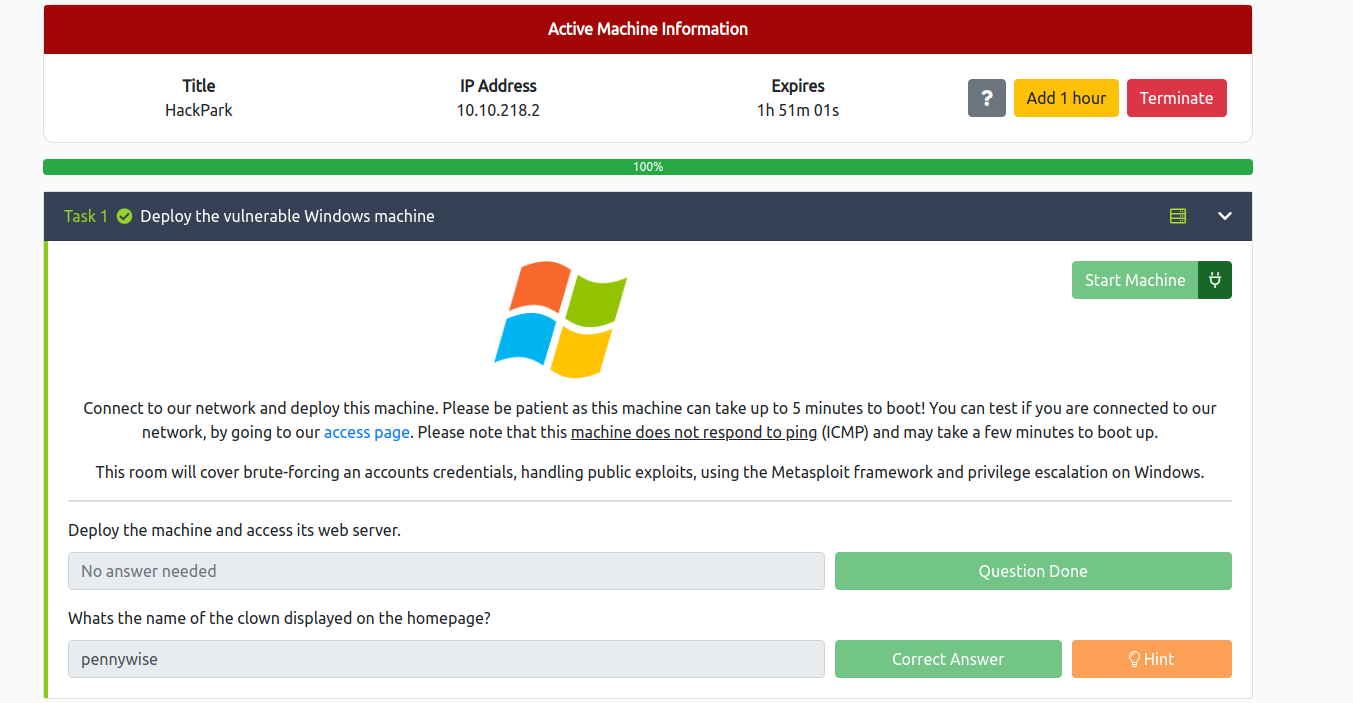 Active Machine Information
Title
IP Address
Expires
HackPark
10.10.218.2
1h 51m 01s
?
Add 1 hour
Terminate
100%
Task 1 Deploy the vulnerable Windows machine
Start Machine
Connect to our network and deploy this machine. Please be patient as this machine can take up to 5 minutes to boot! You can test if you are connected to our
network, by going to our access page. Please note that this machine does not respond to ping (ICMP) and may take a few minutes to boot up.
This room will cover brute-forcing an accounts credentials, handling public exploits, using the Metasploit framework and privilege escalation on Windows.
Deploy the machine and access its web server.
No answer needed
Question Done
Whats the name of the clown displayed on the homepage?
pennywise
Correct Answer
Hint